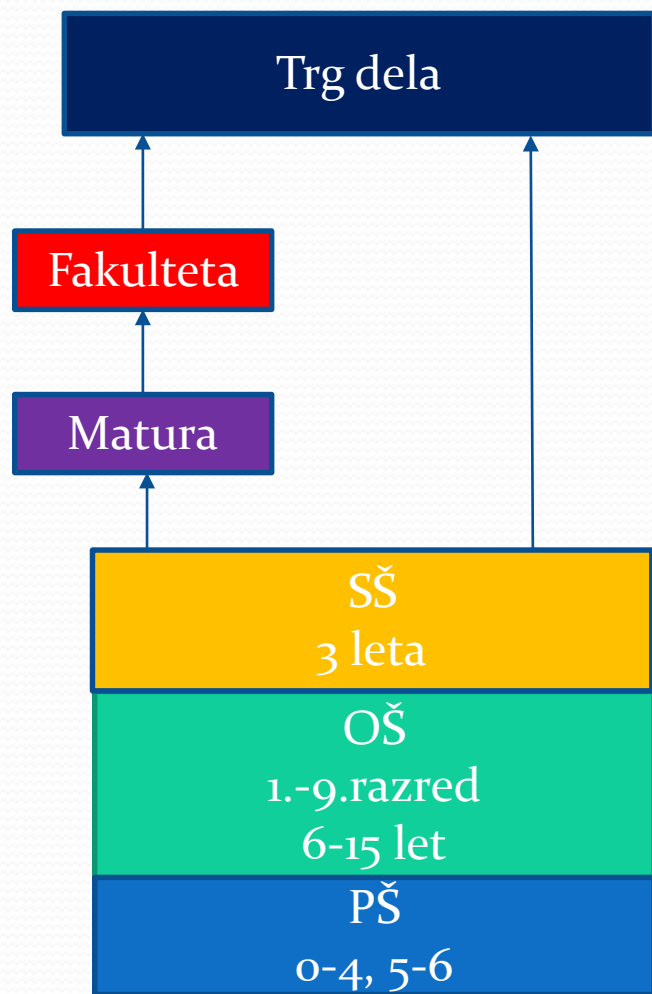 Trg dela
Fakulteta
Matura
SŠ
3 leta
OŠ
1.-9.razred
6-15 let
PŠ
0-4, 5-6